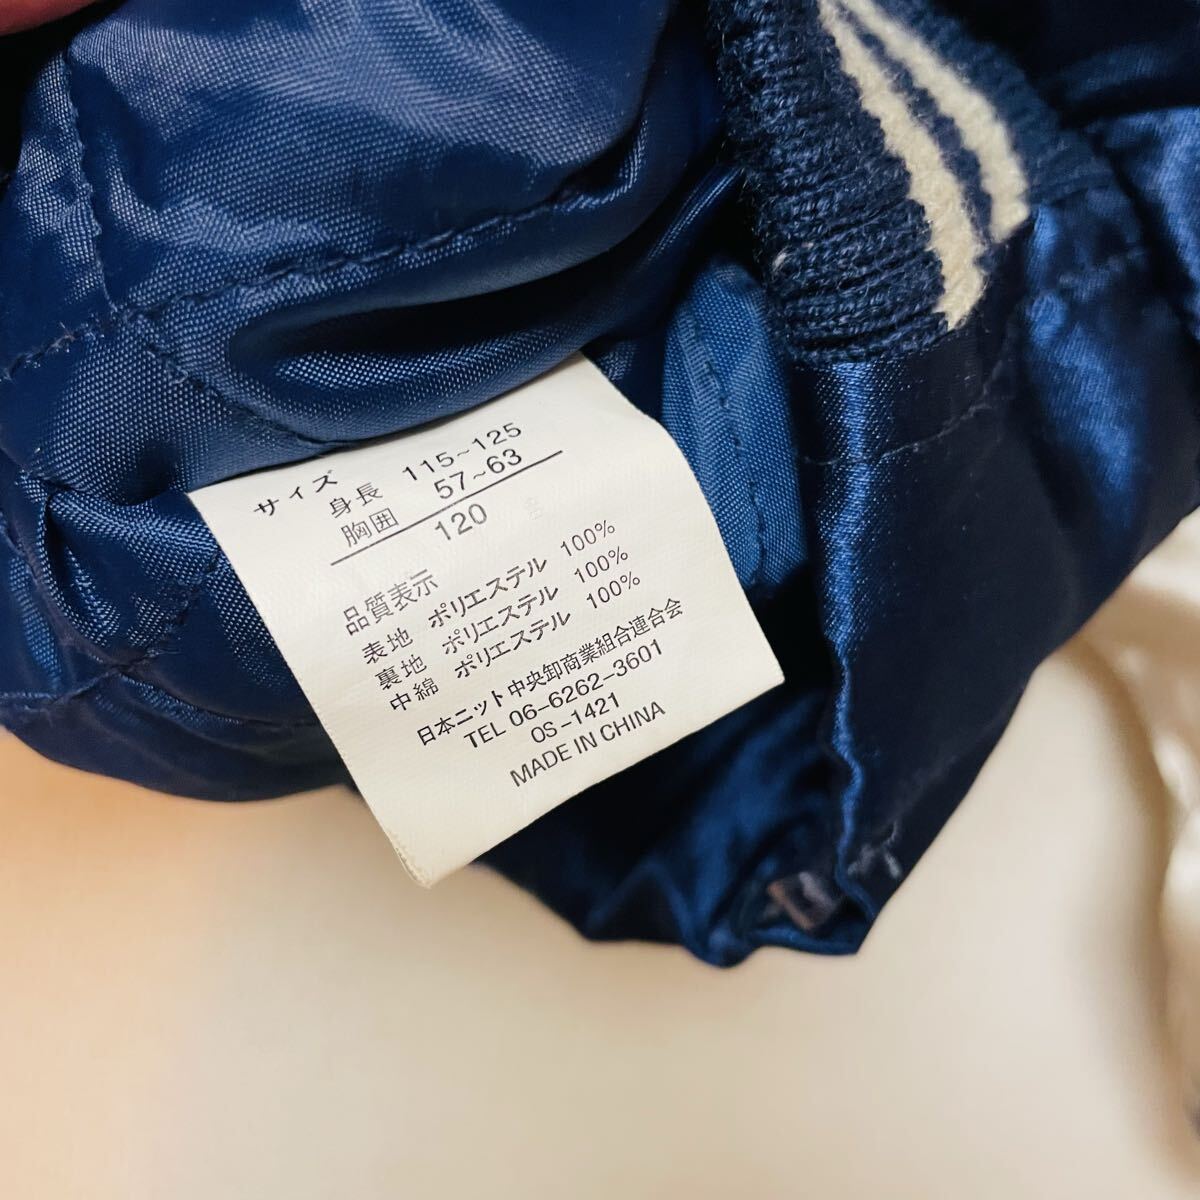 サイズ
身長 115~125
胸囲 57~63
120
品質表示
表地 ポリエステル 100%
裏地 ポリエステル 100%
中綿 ポリエステル 100%
日本ニット中央卸商業組合連合会
TEL 06-6262-3601
OS-1421
MADE IN CHINA